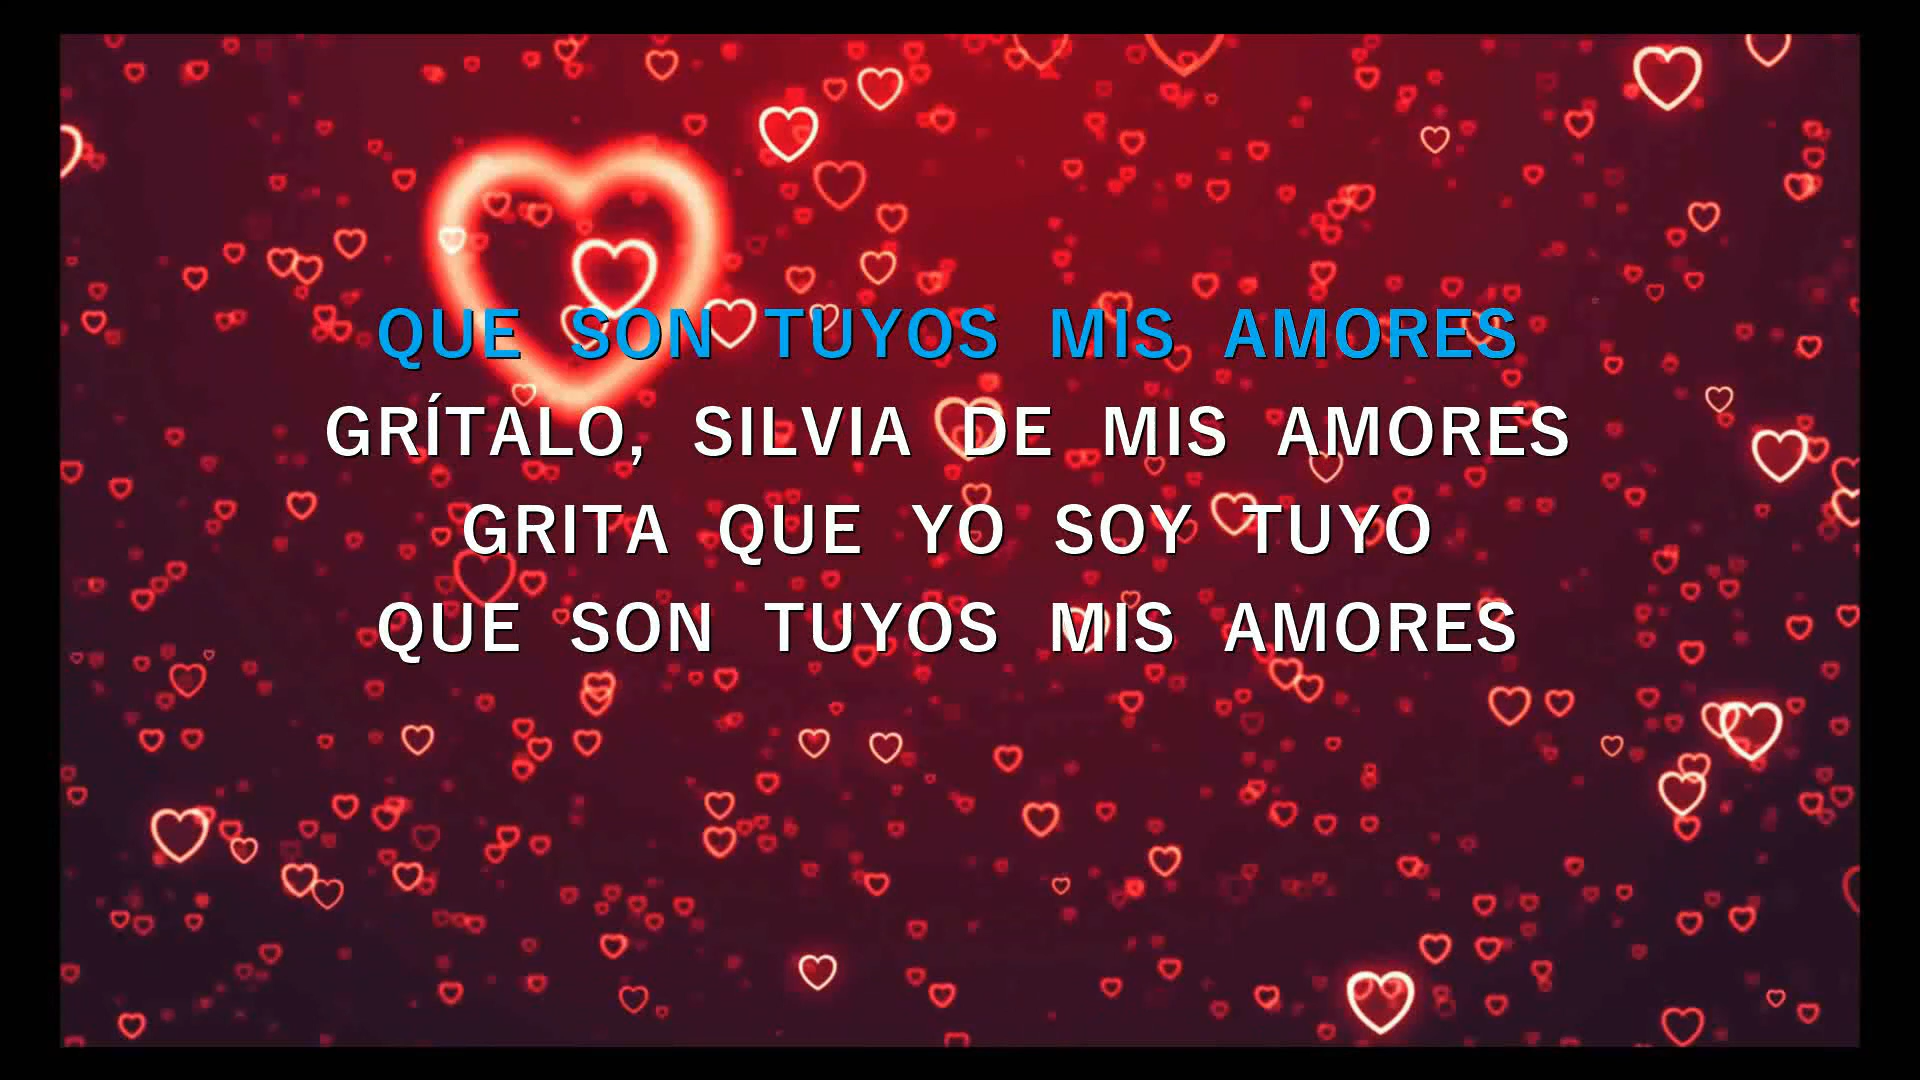 QUE SON TUYOS MIS AMORES
GRÍTALO, SILVIA DE MIS AMORES
GRITA QUE YO SOY TUYO
QUE SON TUYOS MIS AMORES